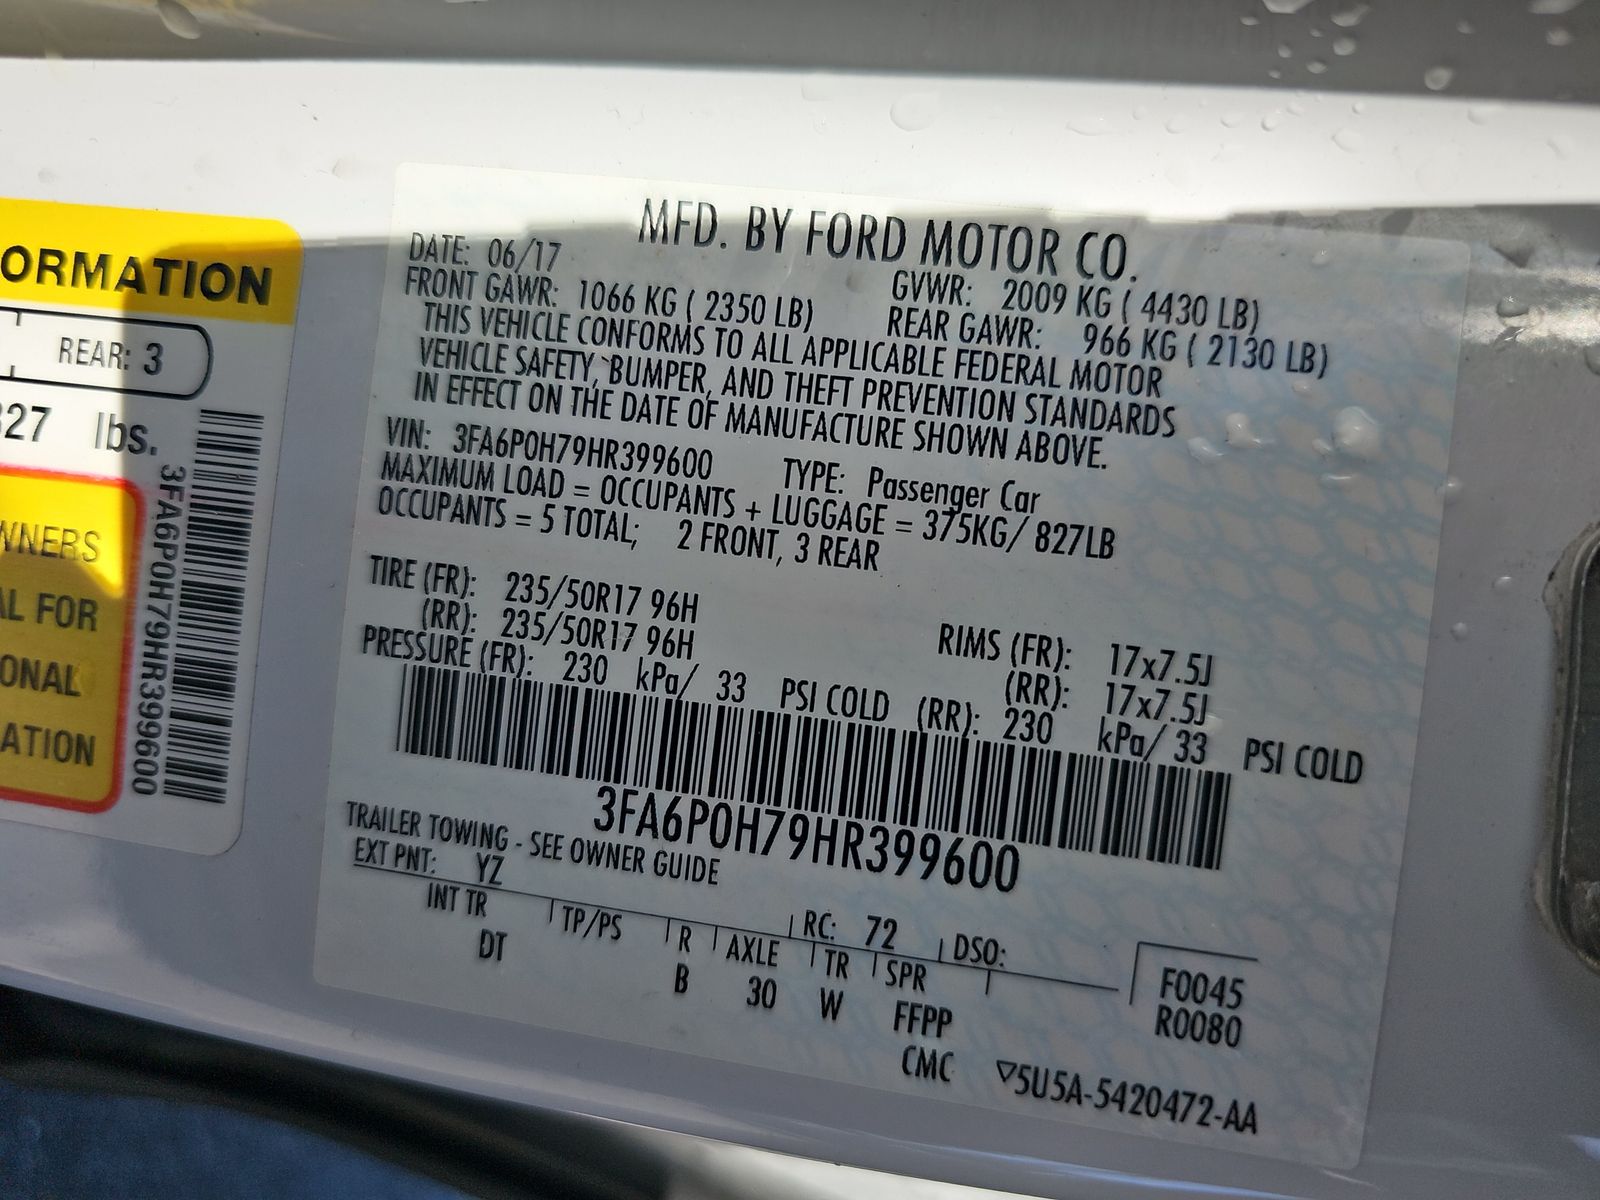 MFD. BY FORD MOTOR CO.
DATE: 06/17 GVWR: 2009 KG ( 4430 LB)
FRONT GAWR: 1066 KG ( 2350 LB) REAR GAWR: 966 KG ( 2130 LB)
THIS VEHICLE CONFORMS TO ALL APPLICABLE FEDERAL MOTOR
VEHICLE SAFETY, BUMPER, AND THEFT PREVENTION STANDARDS
IN EFFECT ON THE DATE OF MANUFACTURE SHOWN ABOVE.
VIN: 3FA6P0H79HR399600 TYPE: Passenger Car
MAXIMUM LOAD = OCCUPANTS + LUGGAGE = 375KG/ 827LB
OCCUPANTS = 5 TOTAL; 2 FRONT, 3 REAR
TIRE (FR): 235/50R17 96H RIMS (FR): 17x7.5J
(RR): 235/50R17 96H (RR): 17x7.5J
PRESSURE (FR): 230 kPa/ 33 PSI COLD (RR): 230 kPa/ 33 PSI COLD
3FA6P0H79HR399600
TRAILER TOWING - SEE OWNER GUIDE
EXT PNT: YZ RC: 72 DSO:
INT TR TP/PS R AXLE TR SPR F0045
DT B 30 W FFPP R0080
CMC ▽5U5A-5420472-AA
ORMATION
REAR: 3
827 lbs.
WNERS
AL FOR
ONAL
ATION
3FA6P0H79HR399600